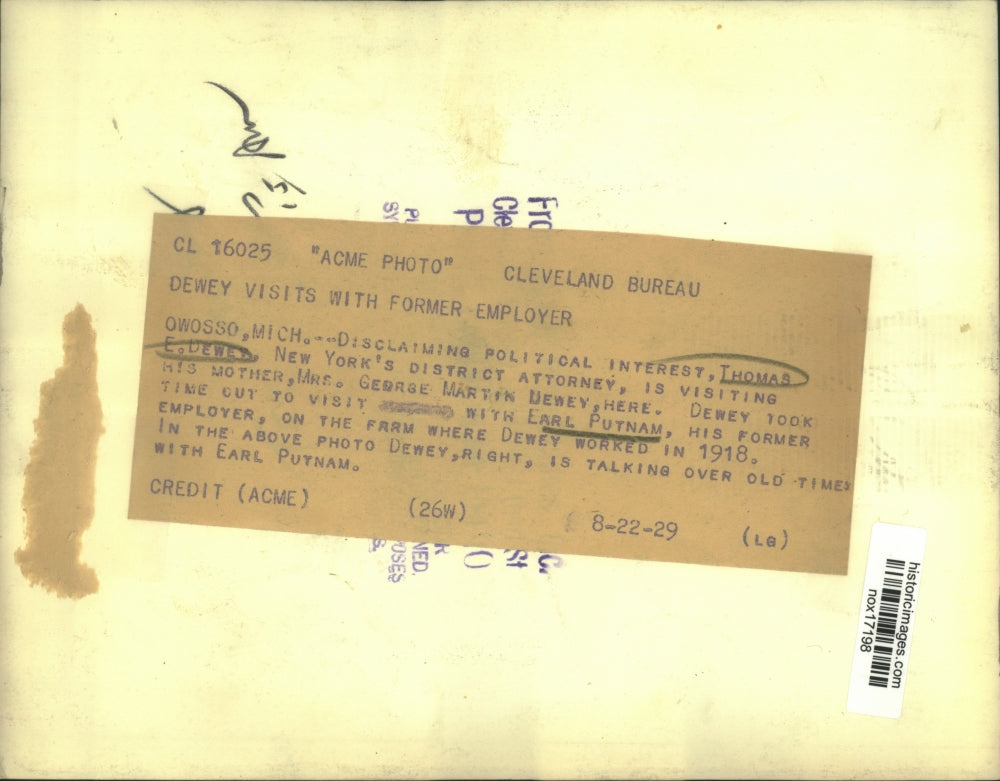 CL 16025 "ACME PHOTO" CLEVELAND BUREAU
DEWEY VISITS WITH FORMER EMPLOYER
OWOSSO, MICH.--DISCLAIMING POLITICAL INTEREST, THOMAS
E. DEWEY, NEW YORK'S DISTRICT ATTORNEY, IS VISITING
HIS MOTHER, MRS. GEORGE MARTIN DEWEY, HERE. DEWEY TOOK
TIME OUT TO VISIT WITH EARL PUTNAM, HIS FORMER
EMPLOYER, ON THE FARM WHERE DEWEY WORKED IN 1918.
IN THE ABOVE PHOTO DEWEY, RIGHT, IS TALKING OVER OLD TIMES
WITH EARL PUTNAM.
CREDIT (ACME) (26W) 8-22-29 (LG)
historicimages.com
nox17198